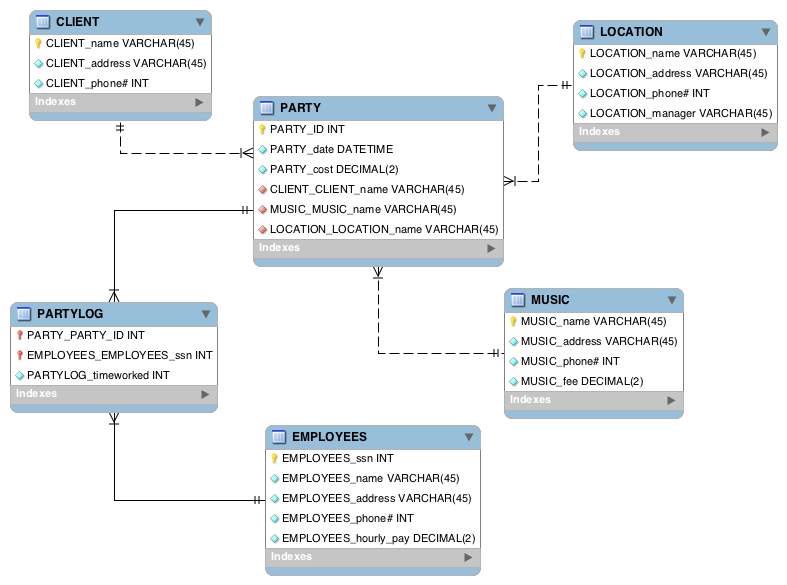 CLIENT
CLIENT_name VARCHAR(45)
CLIENT_address VARCHAR(45)
CLIENT_phone# INT
Indexes
LOCATION
LOCATION_name VARCHAR(45)
LOCATION_address VARCHAR(45)
LOCATION_phone# INT
LOCATION_manager VARCHAR(45)
Indexes
PARTY
PARTY_ID INT
PARTY_date DATETIME
PARTY_cost DECIMAL(2)
CLIENT_CLIENT_name VARCHAR(45)
MUSIC_MUSIC_name VARCHAR(45)
LOCATION_LOCATION_name VARCHAR(45)
Indexes
PARTYLOG
PARTY_PARTY_ID INT
EMPLOYEES_EMPLOYEES_ssn INT
PARTYLOG_timeworked INT
Indexes
MUSIC
MUSIC_name VARCHAR(45)
MUSIC_address VARCHAR(45)
MUSIC_phone# INT
MUSIC_fee DECIMAL(2)
Indexes
EMPLOYEES
EMPLOYEES_ssn INT
EMPLOYEES_name VARCHAR(45)
EMPLOYEES_address VARCHAR(45)
EMPLOYEES_phone# INT
EMPLOYEES_hourly_pay DECIMAL(2)
Indexes